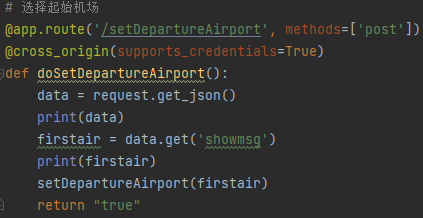 # 选择起始机场
@app.route('/setDepartureAirport', methods=['post'])
@cross_origin(supports_credentials=True)
def doSetDepartureAirport():
    data = request.get_json()
    print(data)
    firstair = data.get('showmsg')
    print(firstair)
    setDepartureAirport(firstair)
    return "true"